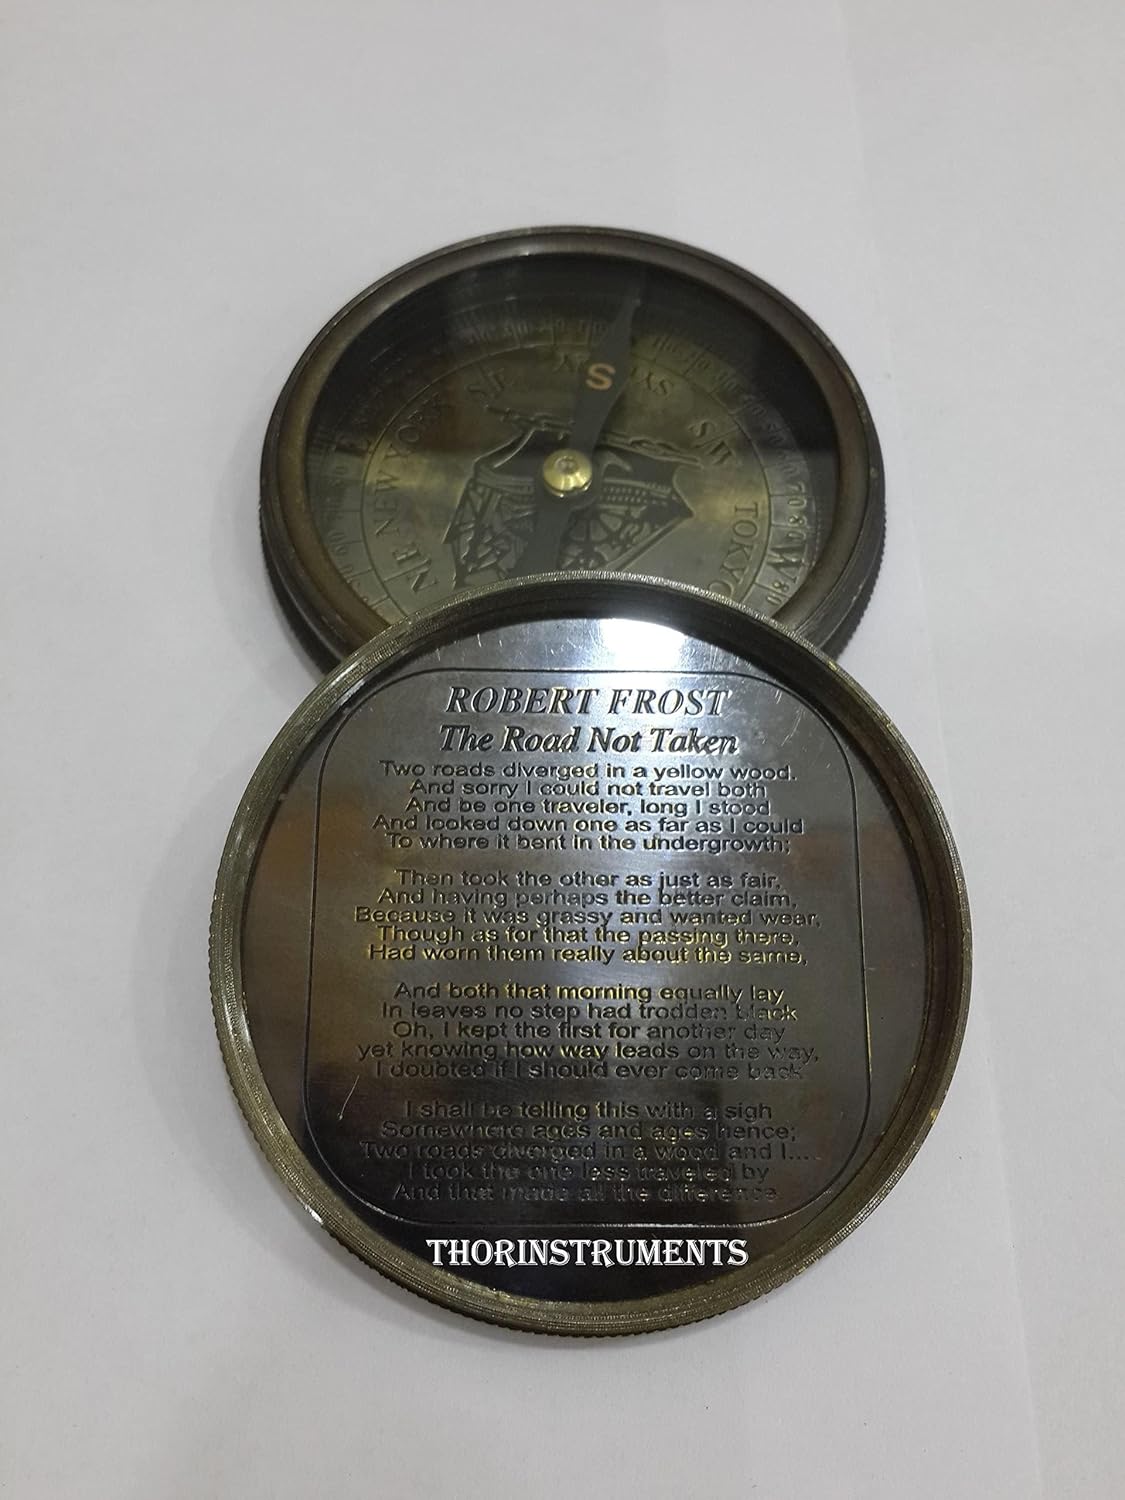 S
S E
SYDNEY
S W
E
NEW YORK
N E
TOKYO
W
ROBERT FROST
The Road Not Taken
Two roads diverged in a yellow wood.
And sorry I could not travel both
And be one traveler, long I stood
And looked down one as far as I could
To where it bent in the undergrowth;
Then took the other as just as fair,
And having perhaps the better claim,
Because it was grassy and wanted wear,
Though as for that the passing there,
Had worn them really about the same,
And both that morning equally lay
In leaves no step had trodden black
Oh, I kept the first for another day
yet knowing how way leads on the way,
I doubted if I should ever come back
I shall be telling this with a sigh
Somewhere ages and ages hence;
Two roads diverged in a wood and I....
I took the one less traveled by
And that made all the difference
THORINSTRUMENTS